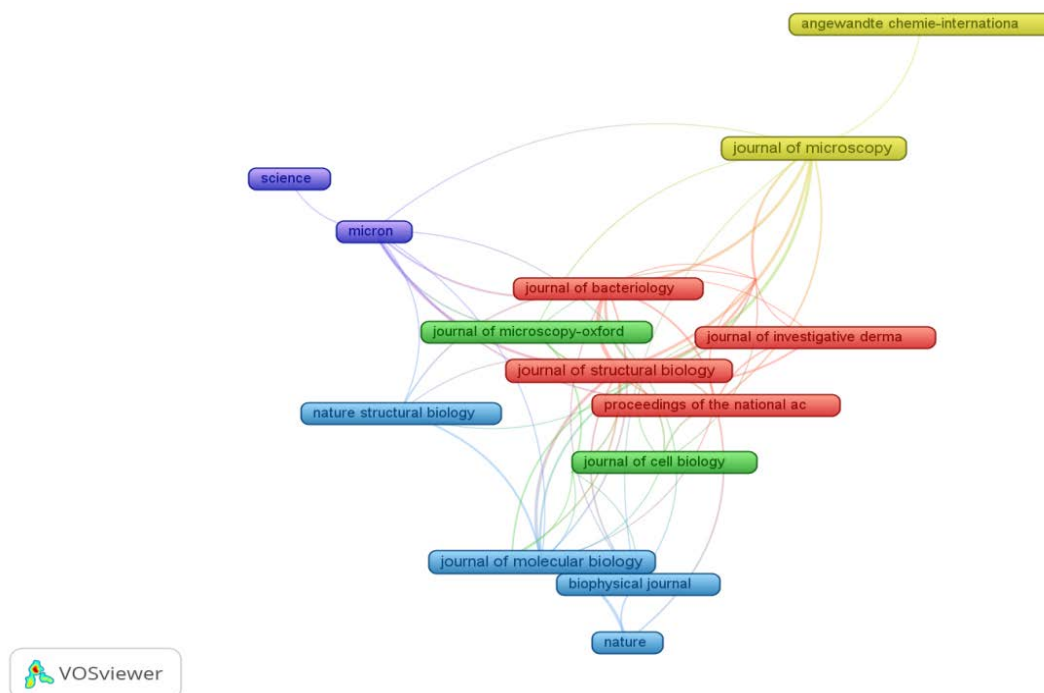 angewandte chemie-internationa
journal of microscopy
science
micron
journal of bacteriology
journal of microscopy-oxford
journal of investigative derma
journal of structural biology
proceedings of the national ac
nature structural biology
journal of cell biology
journal of molecular biology
biophysical journal
nature
VOSviewer